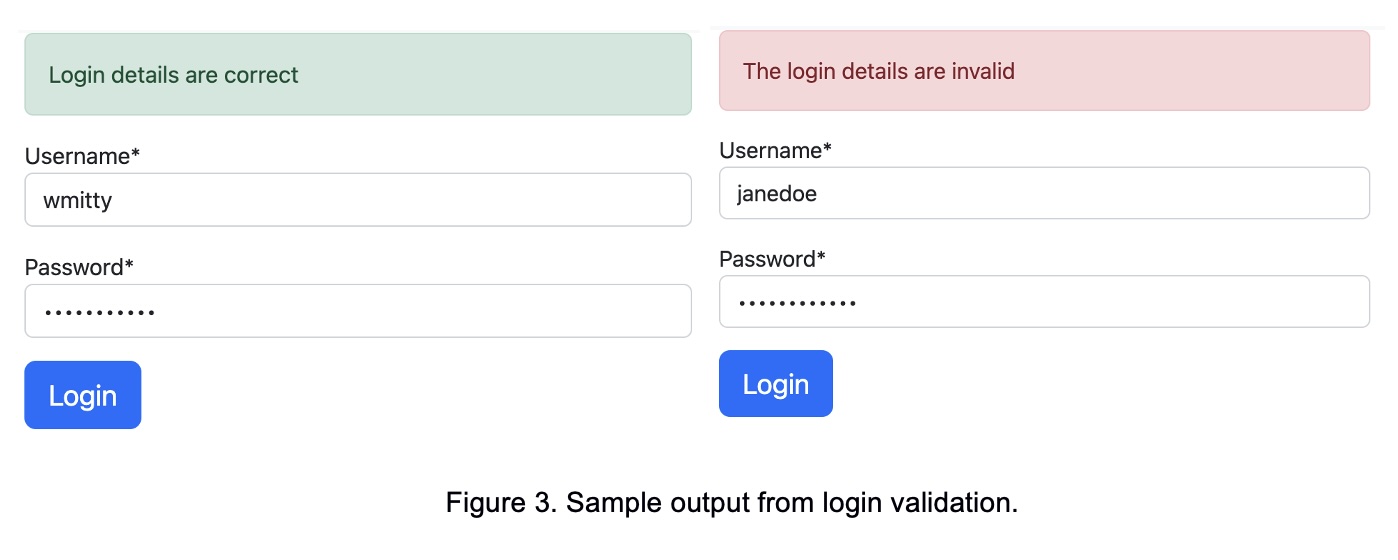 Login details are correct
Username*
wmitty
Password*
•••••••••••
Login
The login details are invalid
Username*
janedoe
Password*
••••••••••••
Login
Figure 3. Sample output from login validation.